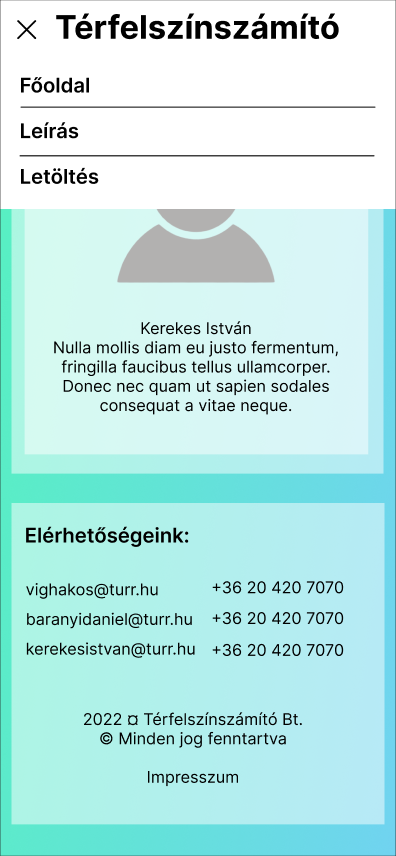 Térfelszínszámító
Főoldal
Leírás
Letöltés
Kerekes István
Nulla mollis diam eu justo fermentum,
fringilla faucibus tellus ullamcorper.
Donec nec quam ut sapien sodales
consequat a vitae neque.
Elérhetőségeink:
vighakos@turr.hu +36 20 420 7070
baranyidaniel@turr.hu +36 20 420 7070
kerekesistvan@turr.hu +36 20 420 7070
2022 ¤ Térfelszínszámító Bt.
© Minden jog fenntartva
Impresszum